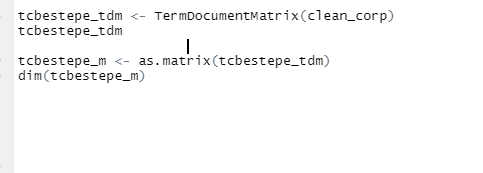 tcbestepe_tdm <- TermDocumentMatrix(clean_corp)
tcbestepe_tdm
tcbestepe_m <- as.matrix(tcbestepe_tdm)
dim(tcbestepe_m)